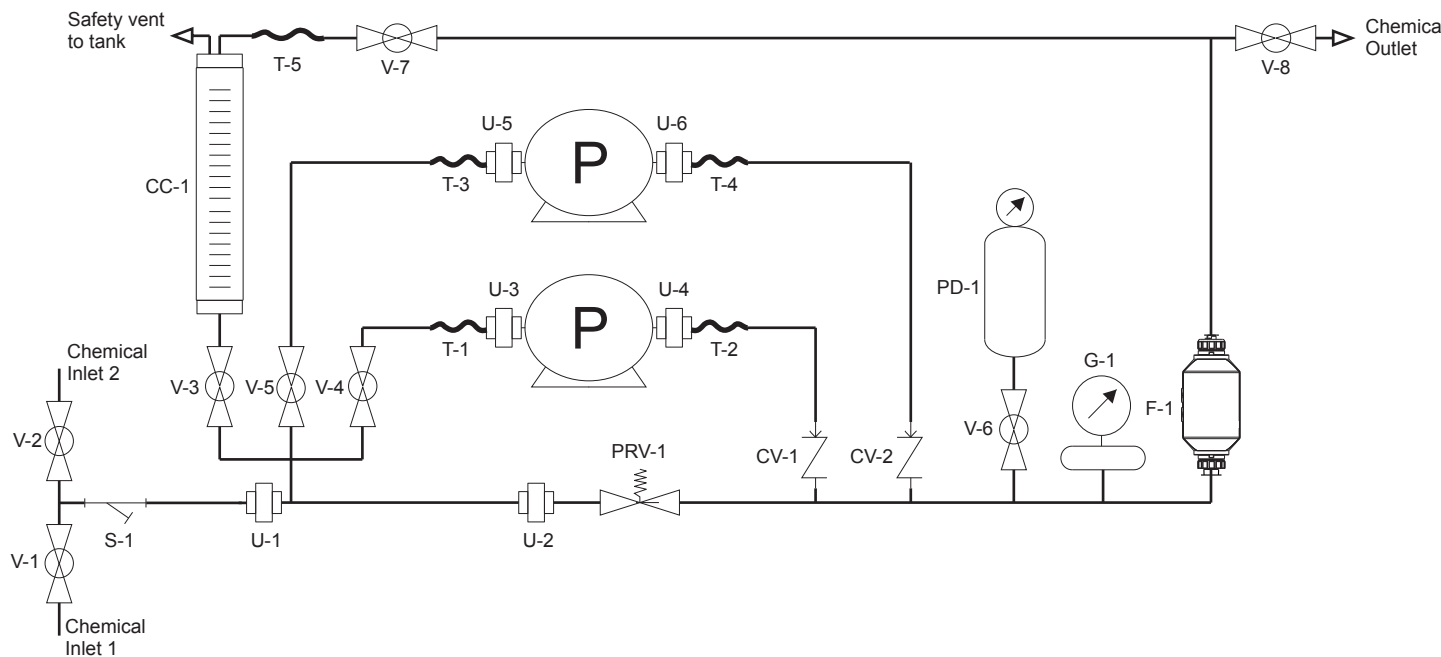 Safety vent
to tank
T-5
V-7
V-8
Chemica
Outlet
CC-1
U-5
P
U-6
T-3
T-4
U-3
P
U-4
T-1
T-2
PD-1
G-1
F-1
Chemical
Inlet 2
V-3
V-5
V-4
V-2
V-6
PRV-1
CV-1
CV-2
S-1
U-1
U-2
V-1
Chemical
Inlet 1